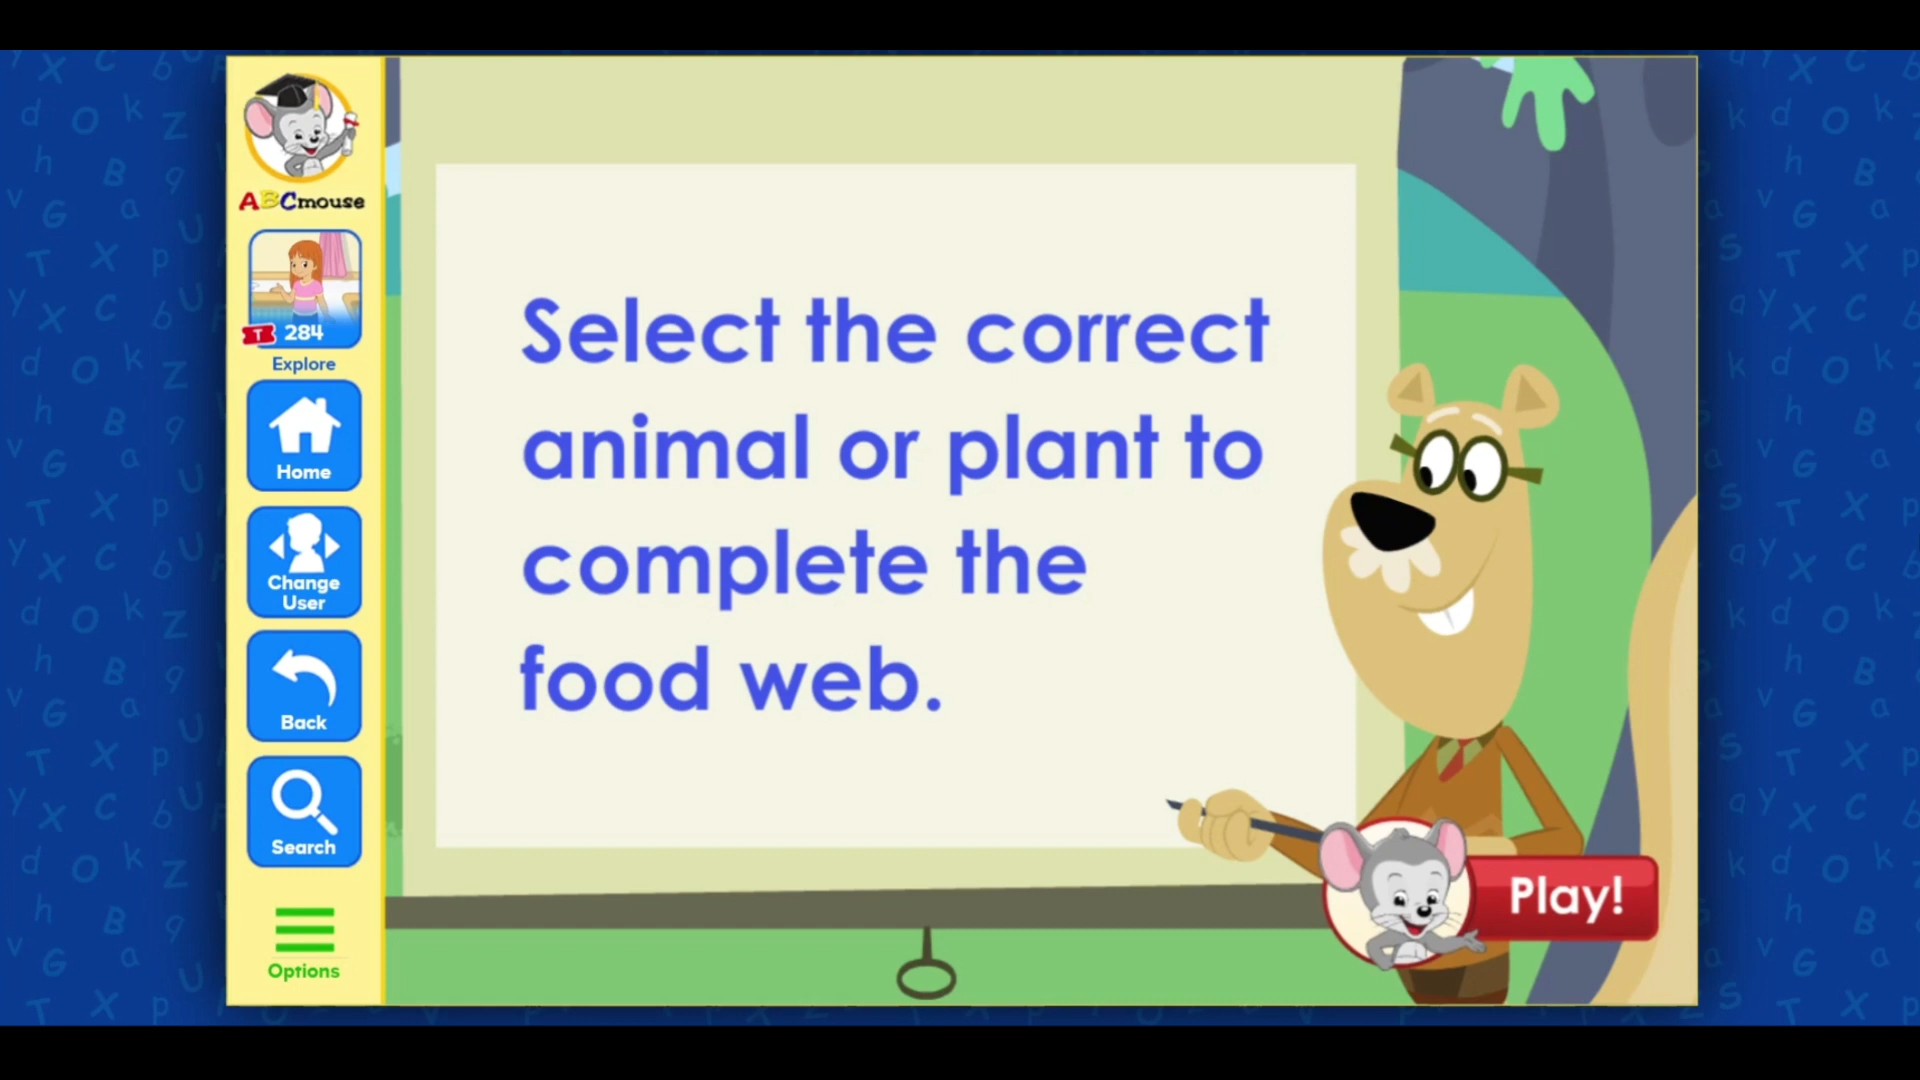 ABCmouse
T 284
Explore
Home
Change
User
Back
Search
Options
Select the correct
animal or plant to
complete the
food web.
Play!